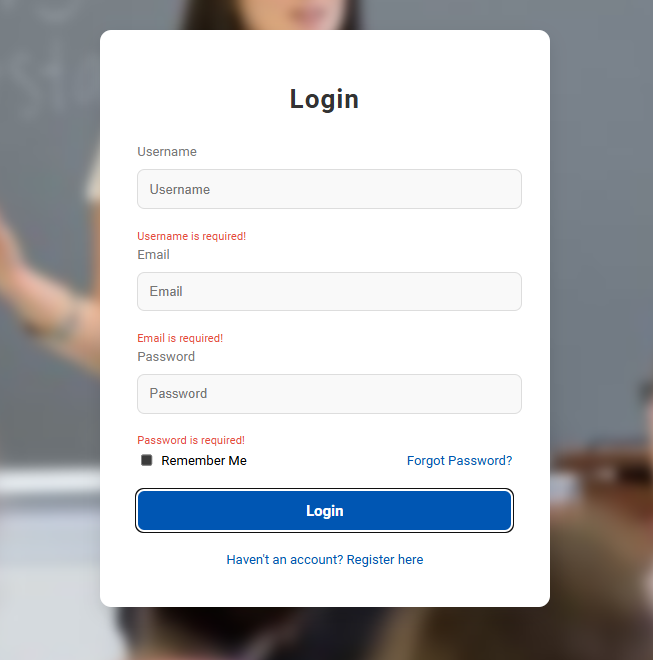 Login
Username
Username
Username is required!
Email
Email
Email is required!
Password
Password
Password is required!
Remember Me Forgot Password?
Login
Haven't an account? Register here